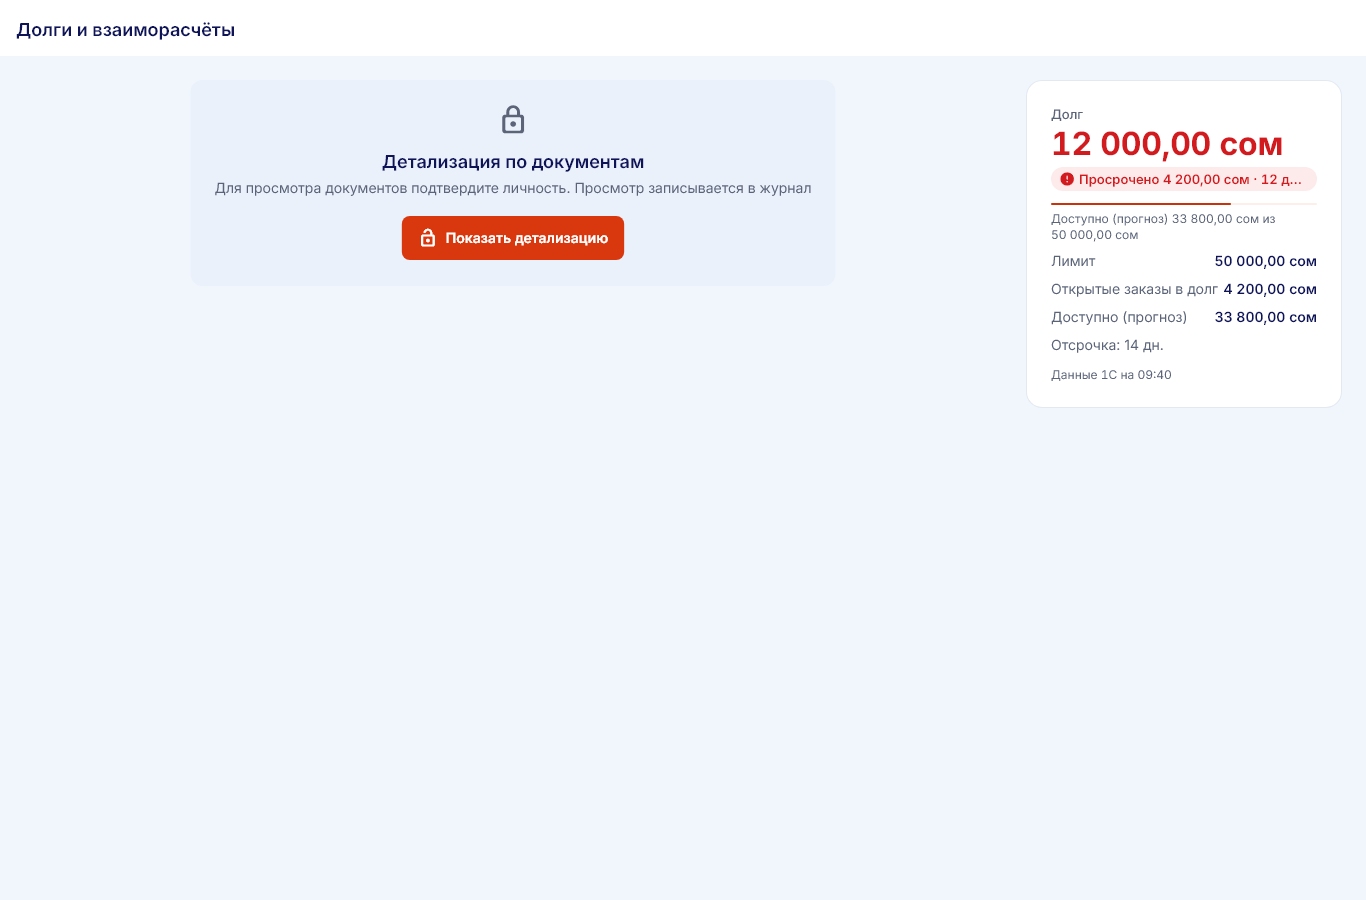 Долги и взаиморасчёты
Детализация по документам
Для просмотра документов подтвердите личность. Просмотр записывается в журнал
Показать детализацию
Долг
12 000,00 сом
Просрочено 4 200,00 сом · 12 д...
Доступно (прогноз) 33 800,00 сом из
50 000,00 сом
Лимит 50 000,00 сом
Открытые заказы в долг 4 200,00 сом
Доступно (прогноз) 33 800,00 сом
Отсрочка: 14 дн.
Данные 1С на 09:40